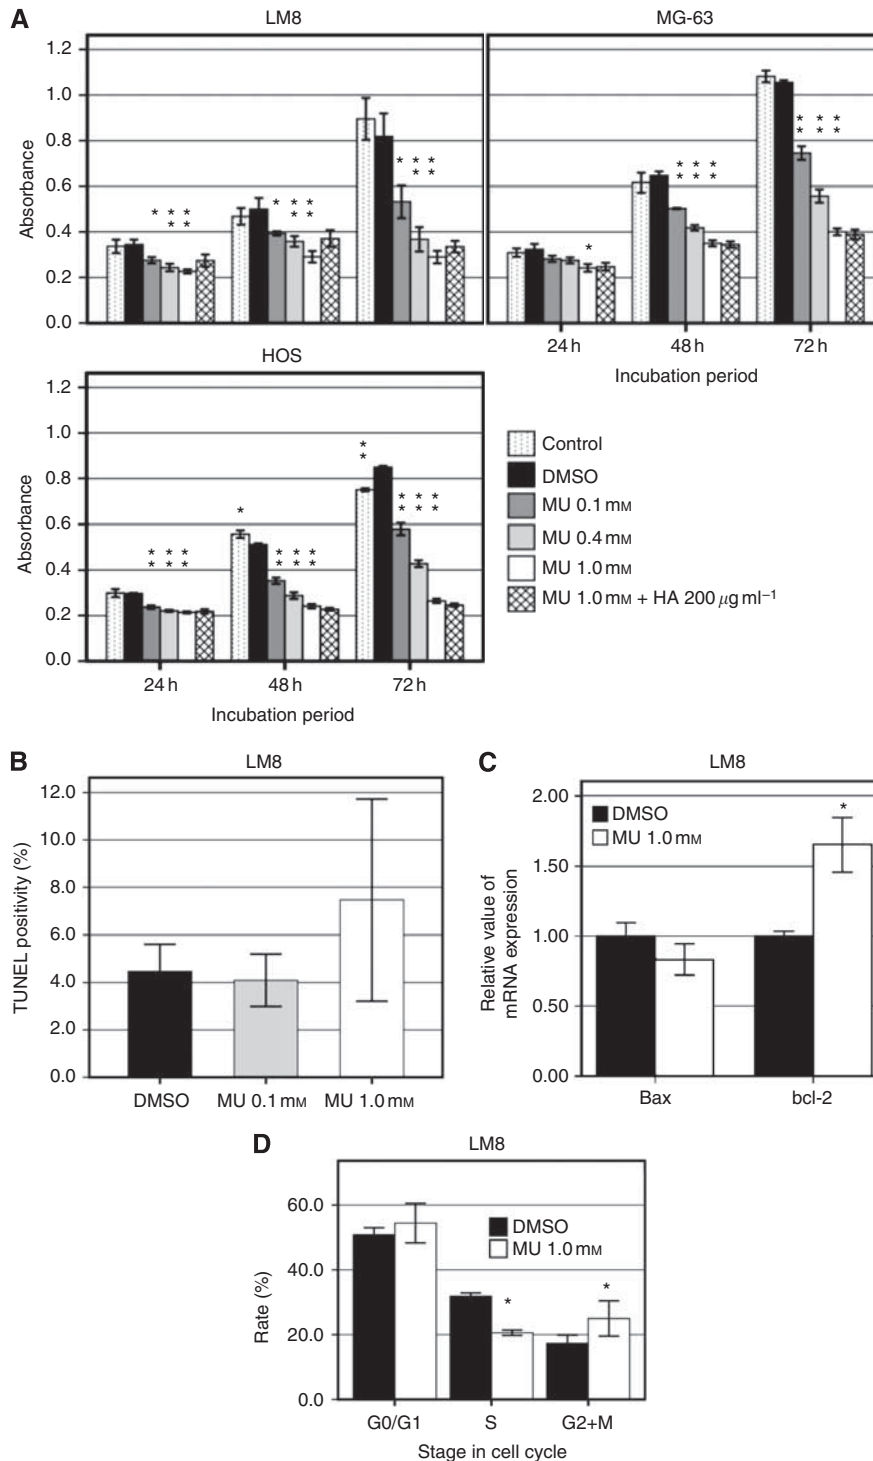 A
LM8
MG-63
1.2
1.0
0.8
0.6
0.4
0.2
0.0
Absorbance
* ** ** * ** ** * ** **
* ** ** ** ** ** **
24 h 48 h 72 h
Incubation period
HOS
1.2
1.0
0.8
0.6
0.4
0.2
0.0
Absorbance
** ** ** * ** ** ** ** ** ** **
24 h 48 h 72 h
Incubation period
Control
DMSO
MU 0.1 mM
MU 0.4 mM
MU 1.0 mM
MU 1.0 mM + HA 200 µg ml⁻¹
B
LM8
12.0
10.0
8.0
6.0
4.0
2.0
0.0
TUNEL positivity (%)
DMSO MU 0.1 mM MU 1.0 mM
C
LM8
2.00
1.50
1.00
0.50
0.00
Relative value of
mRNA expression
DMSO
MU 1.0 mM
*
Bax bcl-2
D
LM8
60.0
40.0
20.0
0.0
Rate (%)
DMSO
MU 1.0 mM
* *
G0/G1 S G2+M
Stage in cell cycle